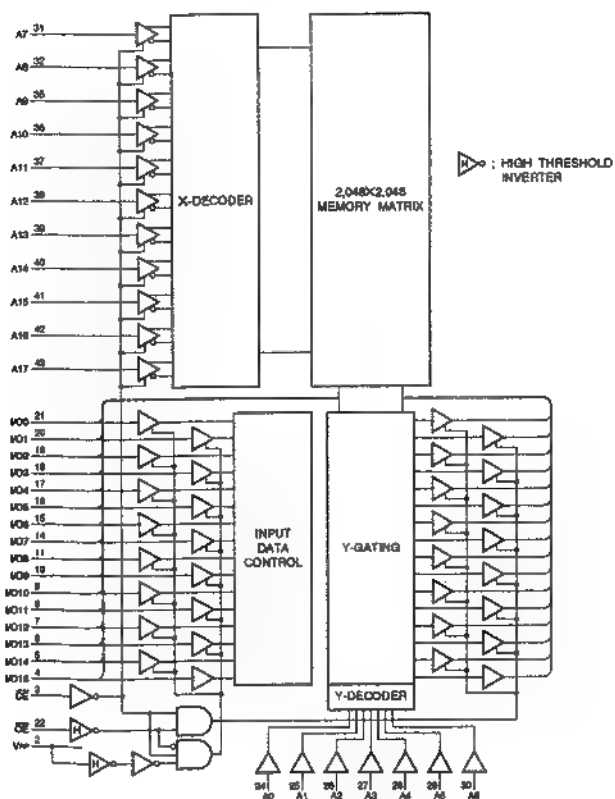 A7 31
A8 32
A9 35
A10 36
A11 37
A12 38
A13 39
A14 40
A15 41
A16 42
A17 43
X-DECODER
2,048X2,048
MEMORY MATRIX
H : HIGH THRESHOLD
INVERTER
I/O0 21
I/O1 20
I/O2 19
I/O3 18
I/O4 17
I/O5 16
I/O6 15
I/O7 14
I/O8 11
I/O9 10
I/O10 9
I/O11 8
I/O12 7
I/O13 6
I/O14 5
I/O15 4
INPUT
DATA
CONTROL
Y-GATING
Y-DECODER
CE 3
OE 22
H
VPP 2
H
24 25 26 27 28 29 30
A0 A1 A2 A3 A4 A5 A6